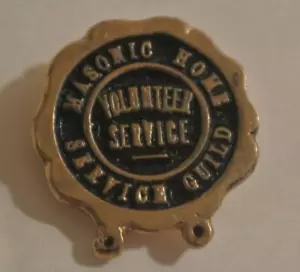 MASONIC HOME
SERVICE GUILD
VOLUNTEER
SERVICE